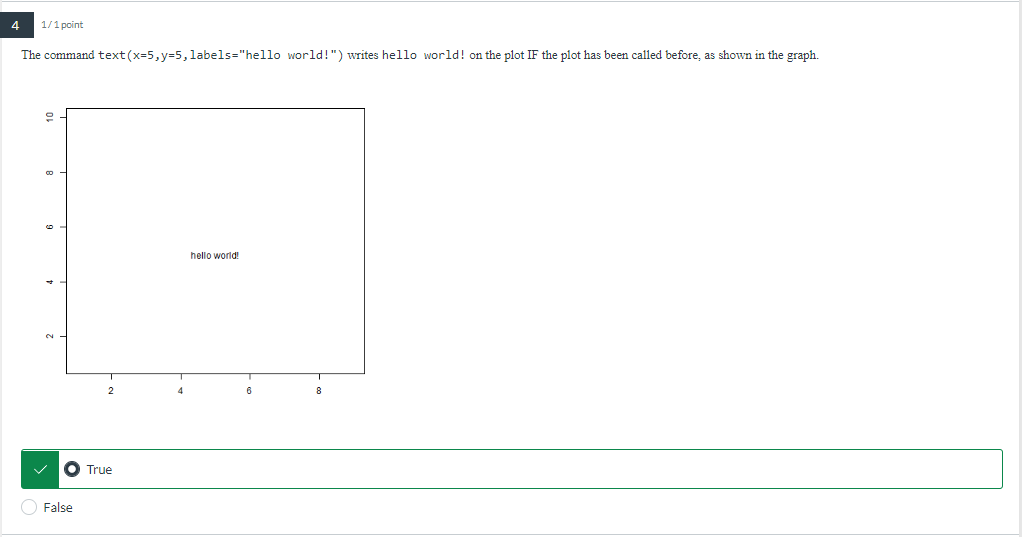 4
1 / 1 point
The command text(x=5,y=5,labels="hello world!") writes hello world! on the plot IF the plot has been called before, as shown in the graph.
10
8
6
4
2
hello world!
2 4 6 8
True
False